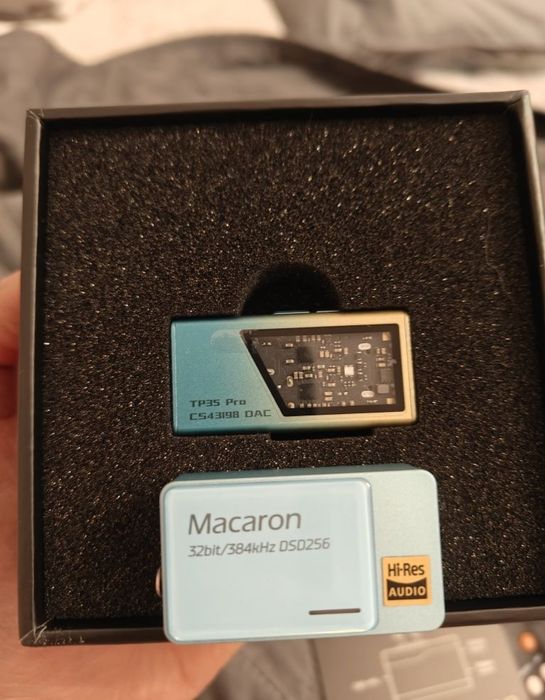 TP35 Pro
CS43198 DAC
Macaron
32bit/384kHz DSD256
Hi-Res
AUDIO